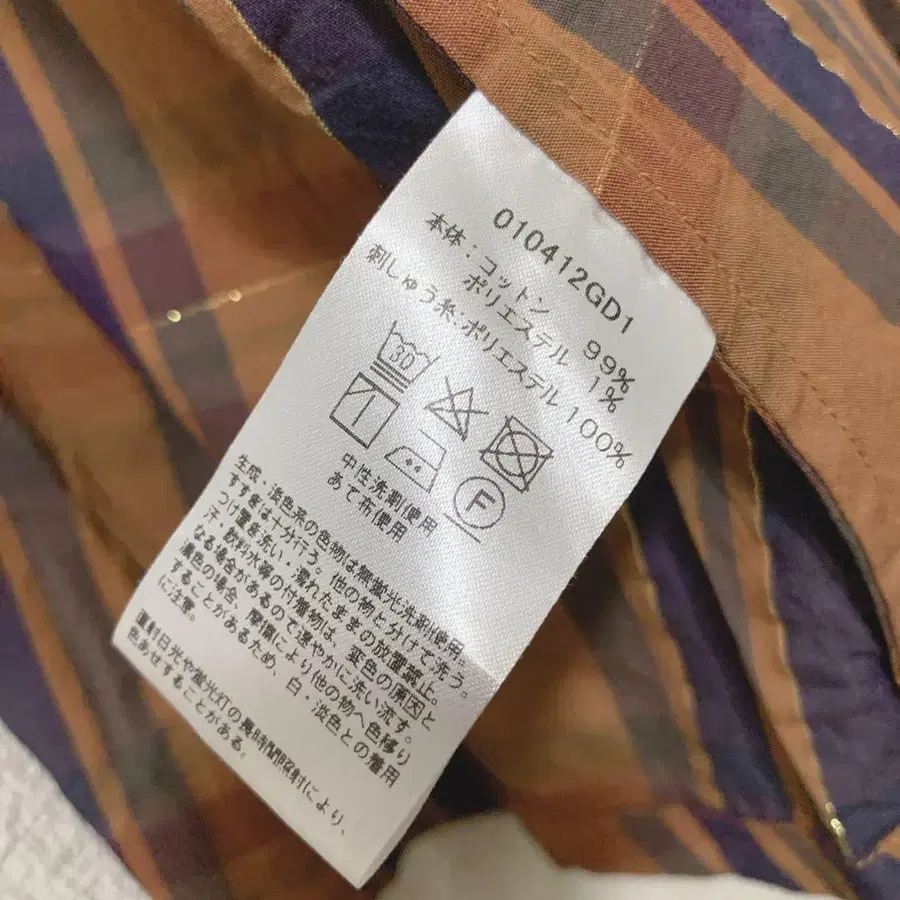 010412GD1
本体:コットン 99%
ポリエステル 1%
刺しゅう糸:ポリエステル 100%
30
F
中性洗剤使用
あて布使用
生成・淡色系の色物は無蛍光洗剤使用。
すすぎは十分行う。他の物と分けて洗う。
つけ置き洗い・濡れたままの放置禁止。
汗・飲料水等の付着物は、変色の原因と
なる場合があるので速やかに洗い流す。
濃色の場合、摩擦により他の物へ色移り
することがあるため、白・淡色との着用
に注意。
直射日光や蛍光灯の長時間照射により、
色あせすることがある。